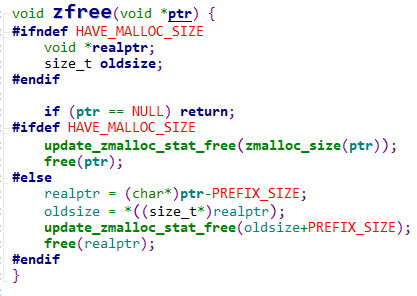 void zfree(void *ptr) {
#ifndef HAVE_MALLOC_SIZE
    void *realptr;
    size_t oldsize;
#endif

    if (ptr == NULL) return;
#ifdef HAVE_MALLOC_SIZE
    update_zmalloc_stat_free(zmalloc_size(ptr));
    free(ptr);
#else
    realptr = (char*)ptr-PREFIX_SIZE;
    oldsize = *((size_t*)realptr);
    update_zmalloc_stat_free(oldsize+PREFIX_SIZE);
    free(realptr);
#endif
}